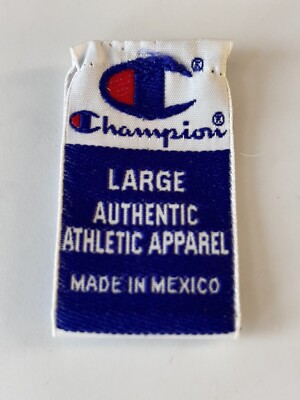 ®
Champion®
LARGE
AUTHENTIC
ATHLETIC APPAREL
MADE IN MEXICO